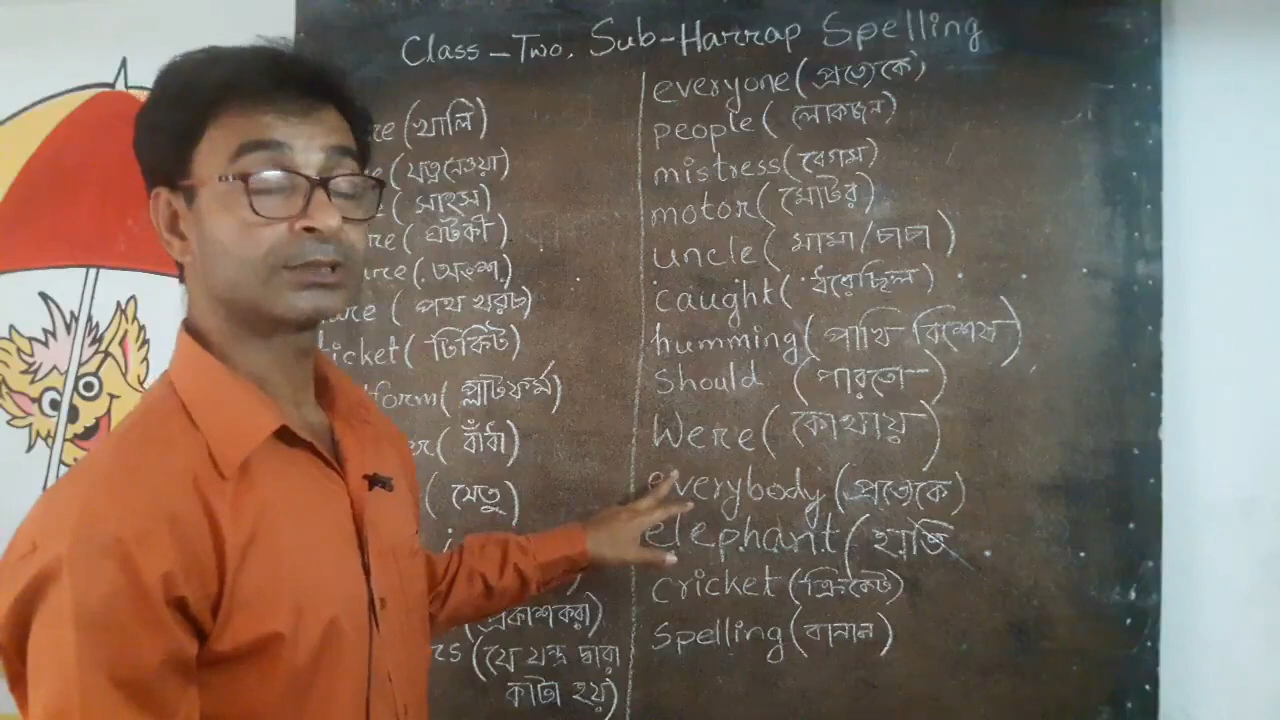 Class - Two. Sub-Harrap Spelling
(খালি)
(যত্ননেওয়া)
(সাহস)
(ঘটকী)
(অংশ)
(পথ খরচ)
ticket (টিকিট)
form (প্লাটফর্ম)
(বাঁধা)
(যেতু)
(প্রকাশ করা)
(যে যন্ত্র দ্বারা
কাটা হয়)
everyone (প্রত্যেকে)
people (লোকজন)
mistress (বেগম)
motor (মোটর)
uncle (মামা/চাচা)
caught (ধরেছিল)
humming (পাখি বিশেষ)
Should (পারতো)
Were (কোথায়)
everybody (প্রত্যেকে)
elephant (হাতি
cricket (ক্রিকেট)
Spelling (বানান)